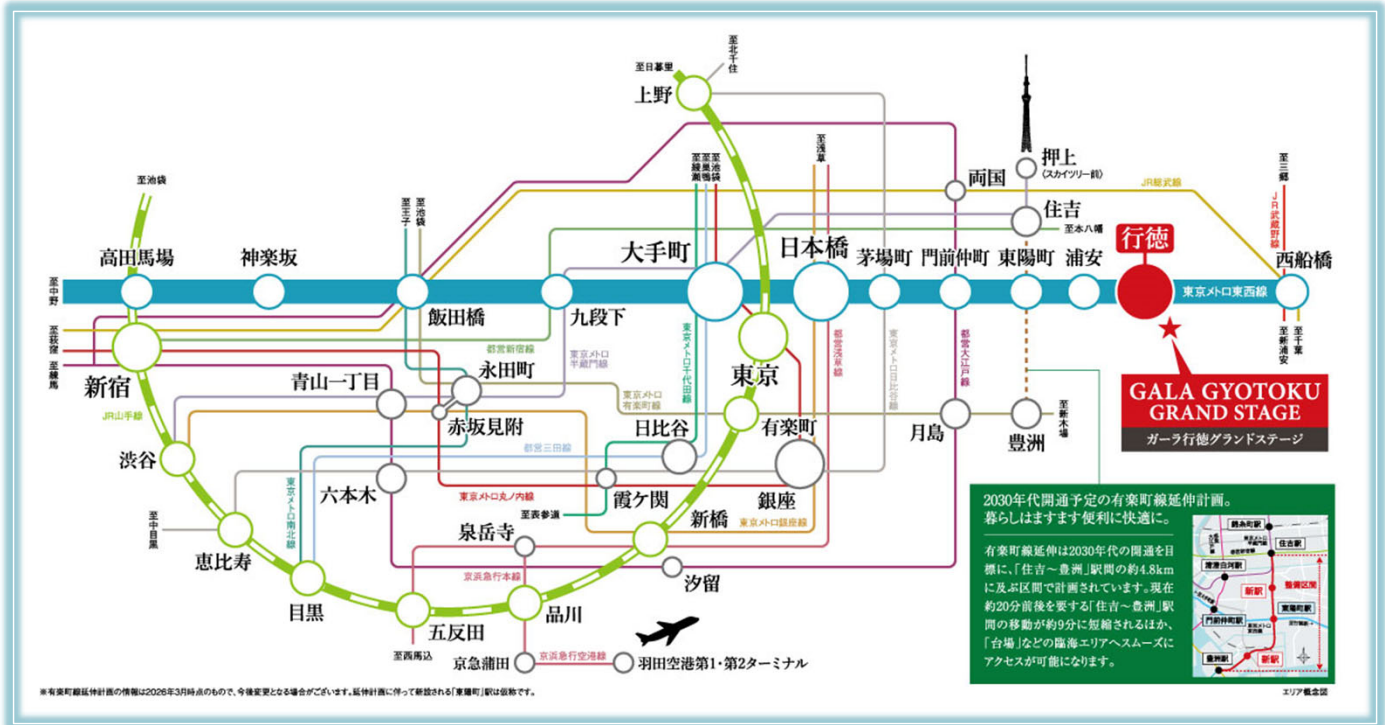 至日暮里
至北千住
上野
至池袋
至王子
至池袋
至綾瀬
至巣鴨
至池袋
至浅草
両国
押上
〈スカイツリー前〉
JR総武線
至三郷
JR武蔵野線
住吉
至本八幡
高田馬場
神楽坂
飯田橋
九段下
大手町
日本橋
茅場町
門前仲町
東陽町
浦安
行徳
東京メトロ東西線
西船橋
至中野
至荻窪
至練馬
新宿
都営新宿線
東京メトロ
半蔵門線
東京メトロ千代田線
東京
都営浅草線
東京メトロ日比谷線
都営大江戸線
至新浦安
至千葉
GALA GYOTOKU
GRAND STAGE
ガーラ行徳グランドステージ
JR山手線
青山一丁目
永田町
赤坂見附
東京メトロ
有楽町線
日比谷
有楽町
月島
豊洲
至新木場
渋谷
都営三田線
東京メトロ南北線
六本木
東京メトロ丸ノ内線
霞ケ関
銀座
至表参道
東京メトロ銀座線
新橋
至中目黒
恵比寿
泉岳寺
京浜急行本線
汐留
目黒
五反田
品川
至西馬込
京急蒲田
京浜急行空港線
羽田空港第1・第2ターミナル
2030年代開通予定の有楽町線延伸計画。
暮らしはますます便利に快適に。
有楽町線延伸は2030年代の開通を目
標に、「住吉〜豊洲」駅間の約4.8km
に及ぶ区間で計画されています。現在
約20分前後を要する「住吉〜豊洲」駅
間の移動が約9分に短縮されるほか、
「台場」などの臨海エリアへスムーズに
アクセスが可能になります。
錦糸町駅
住吉駅
清澄白河駅
新駅
整備区間
東陽町駅
門前仲町駅
東京メトロ
東西線
新駅
豊洲駅
※有楽町線延伸計画の情報は2026年3月時点のもので、今後変更となる場合がございます。延伸計画に伴って新設される「東陽町」駅は仮称です。
エリア概念図